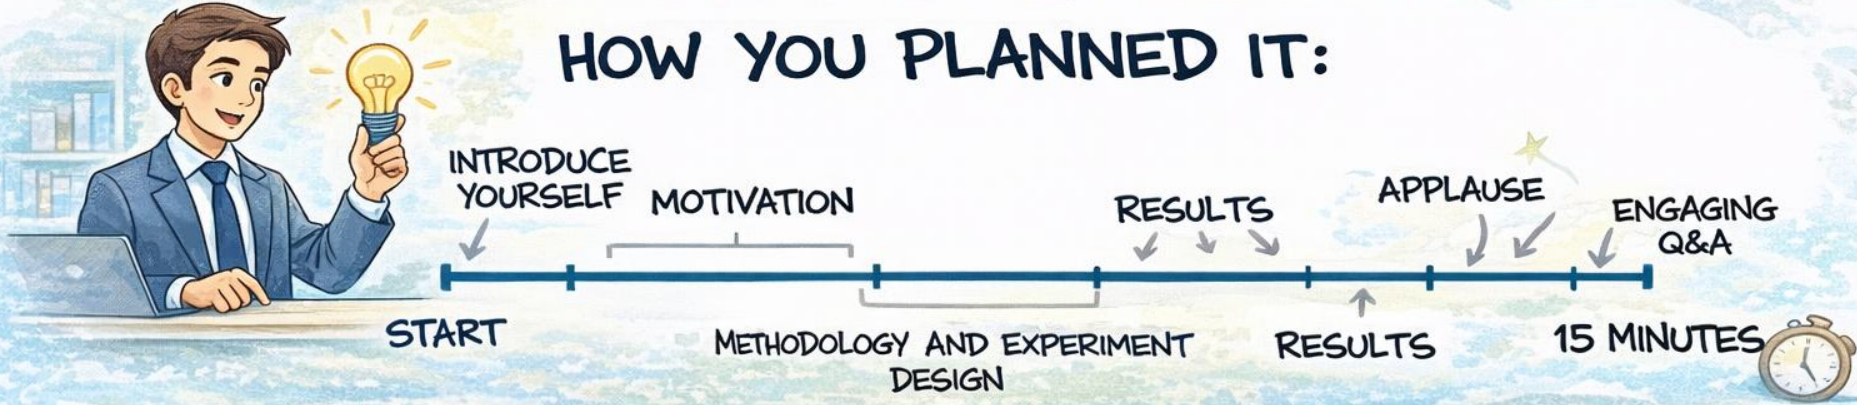 HOW YOU PLANNED IT:
INTRODUCE
YOURSELF
MOTIVATION
RESULTS
APPLAUSE
ENGAGING
Q&A
START
METHODOLOGY AND EXPERIMENT
DESIGN
RESULTS
15 MINUTES